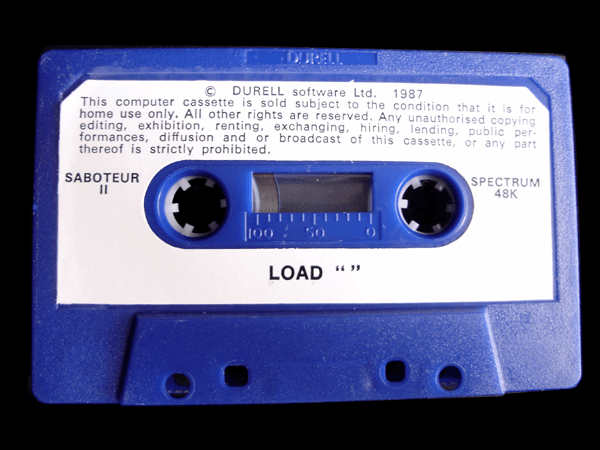 DURELL
© DURELL software Ltd. 1987
This computer cassette is sold subject to the condition that it is for
home use only. All other rights are reserved. Any unauthorised copying
editing, exhibition, renting, exchanging, hiring, lending, public per-
formances, diffusion and or broadcast of this cassette, or any part
thereof is strictly prohibited.
SABOTEUR
II
SPECTRUM
48K
100 50 0
LOAD “ ”